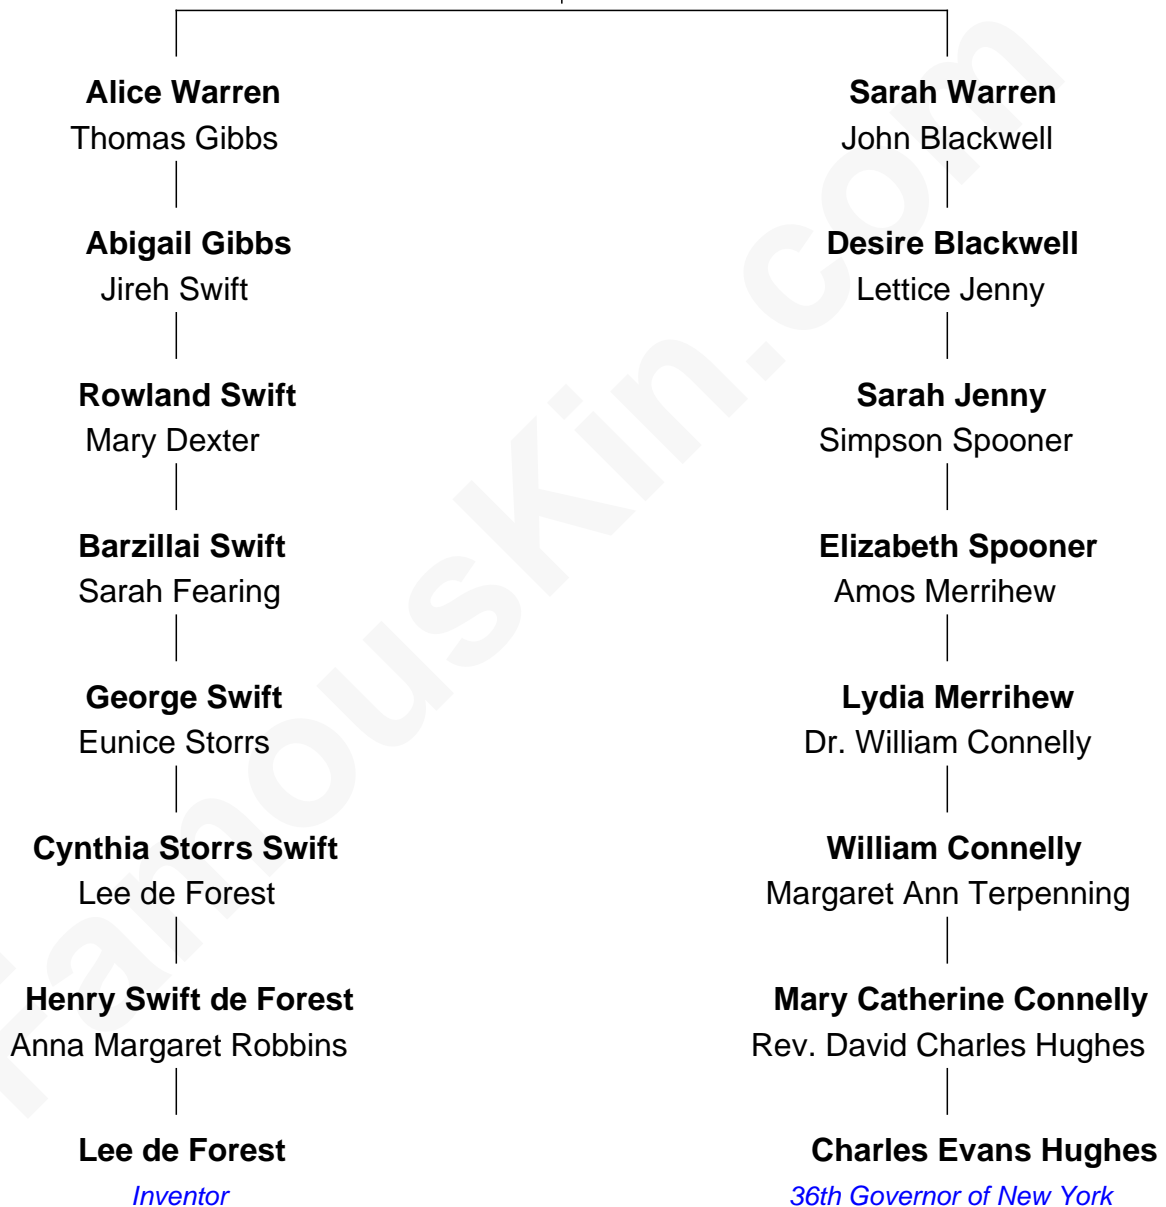 Alice Warren
Thomas Gibbs
Abigail Gibbs
Jireh Swift
Rowland Swift
Mary Dexter
Barzillai Swift
Sarah Fearing
George Swift
Eunice Storrs
Cynthia Storrs Swift
Lee de Forest
Henry Swift de Forest
Anna Margaret Robbins
Lee de Forest
Inventor
Sarah Warren
John Blackwell
Desire Blackwell
Lettice Jenny
Sarah Jenny
Simpson Spooner
Elizabeth Spooner
Amos Merrihew
Lydia Merrihew
Dr. William Connelly
William Connelly
Margaret Ann Terpenning
Mary Catherine Connelly
Rev. David Charles Hughes
Charles Evans Hughes
36th Governor of New York
FamousKin.com